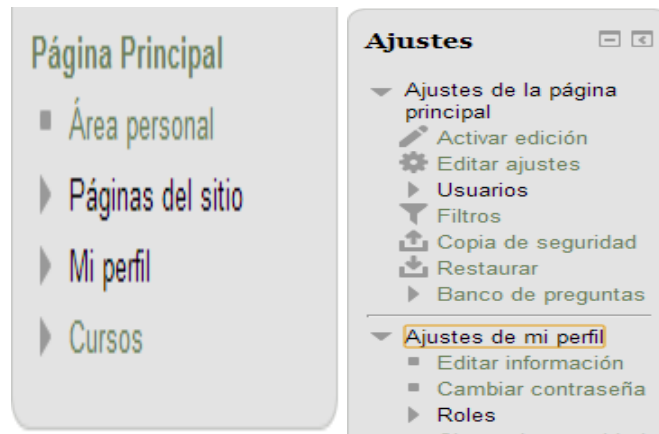 Página Principal
Área personal
Páginas del sitio
Mi perfil
Cursos
Ajustes
Ajustes de la página
principal
Activar edición
Editar ajustes
Usuarios
Filtros
Copia de seguridad
Restaurar
Banco de preguntas
Ajustes de mi perfil
Editar información
Cambiar contraseña
Roles